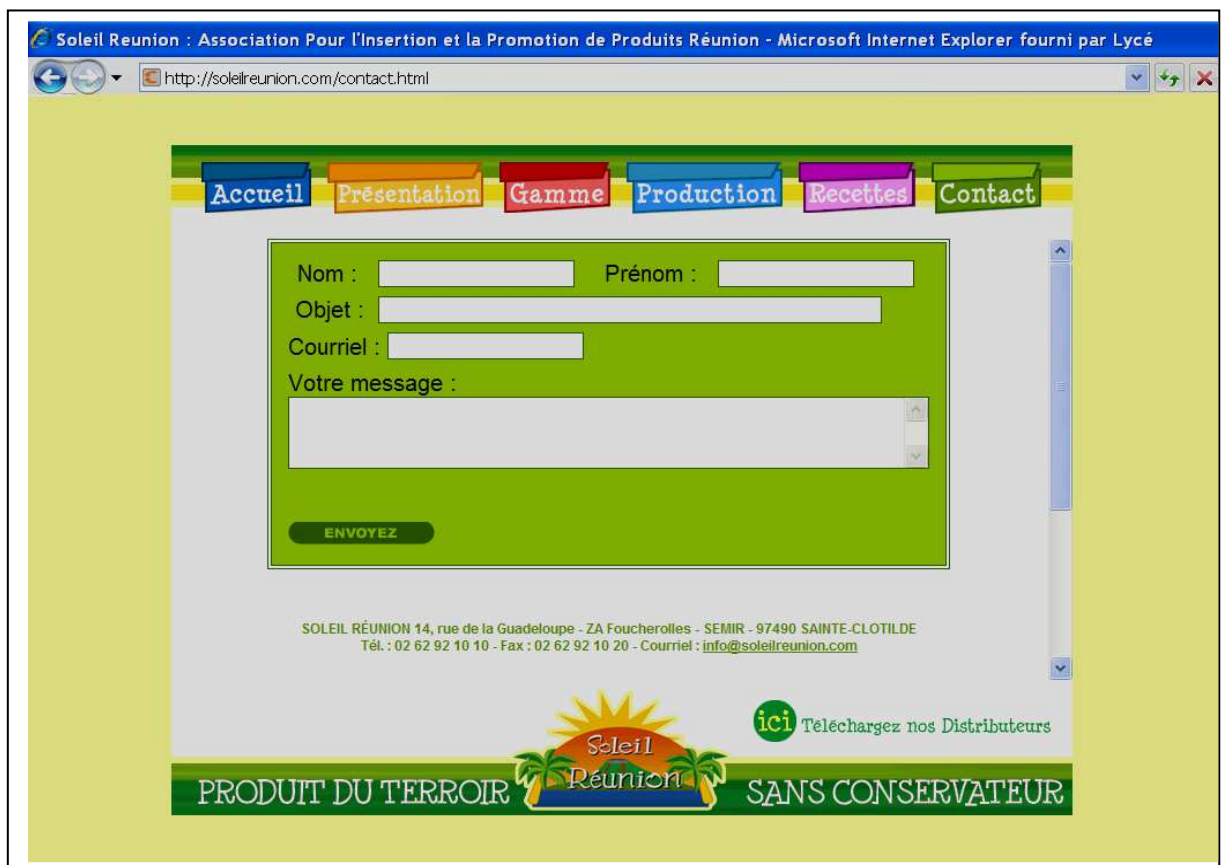 Soleil Reunion : Association Pour l'Insertion et la Promotion de Produits Réunion - Microsoft Internet Explorer fourni par Lycé
http://soleilreunion.com/contact.html
Accueil Présentation Gamme Production Recettes Contact
Nom : Prénom :
Objet :
Courriel :
Votre message :
ENVOYEZ
SOLEIL RÉUNION 14, rue de la Guadeloupe - ZA Foucherolles - SEMIR - 97490 SAINTE-CLOTILDE
Tél. : 02 62 92 10 10 - Fax : 02 62 92 10 20 - Courriel : info@soleilreunion.com
ici Téléchargez nos Distributeurs
Soleil
Réunion
PRODUIT DU TERROIR SANS CONSERVATEUR